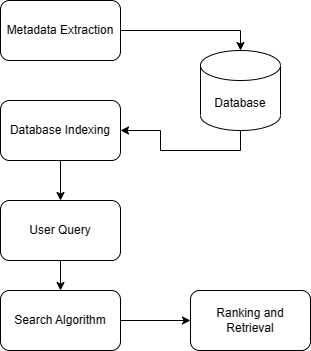 Metadata Extraction
Database
Database Indexing
User Query
Search Algorithm
Ranking and
Retrieval